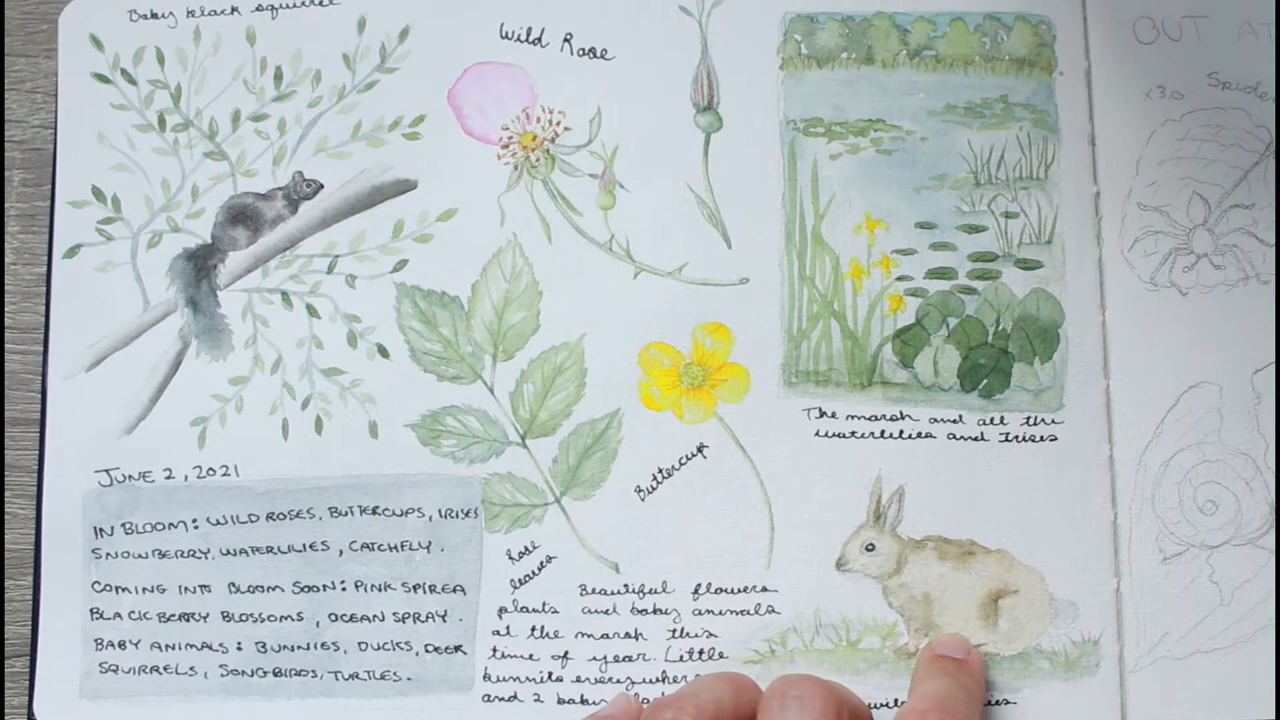 Baby black squirrel
Wild Rose
BUT AT
x3.0 Spide
The marsh and all the
waterlilies and Irises
Buttercup
JUNE 2, 2021
IN BLOOM: WILD ROSES, BUTTERCUPS, IRISES
SNOWBERRY, WATERLILIES, CATCHFLY.
COMING INTO BLOOM SOON: PINK SPIREA
BLACKBERRY BLOSSOMS, OCEAN SPRAY.
BABY ANIMALS: BUNNIES, DUCKS, DEER
SQUIRRELS, SONGBIRDS, TURTLES.
Rose
leaves
Beautiful flowers
plants and baby animals
at the marsh this
time of year. Little
bunnies everywhere
and 2 baby